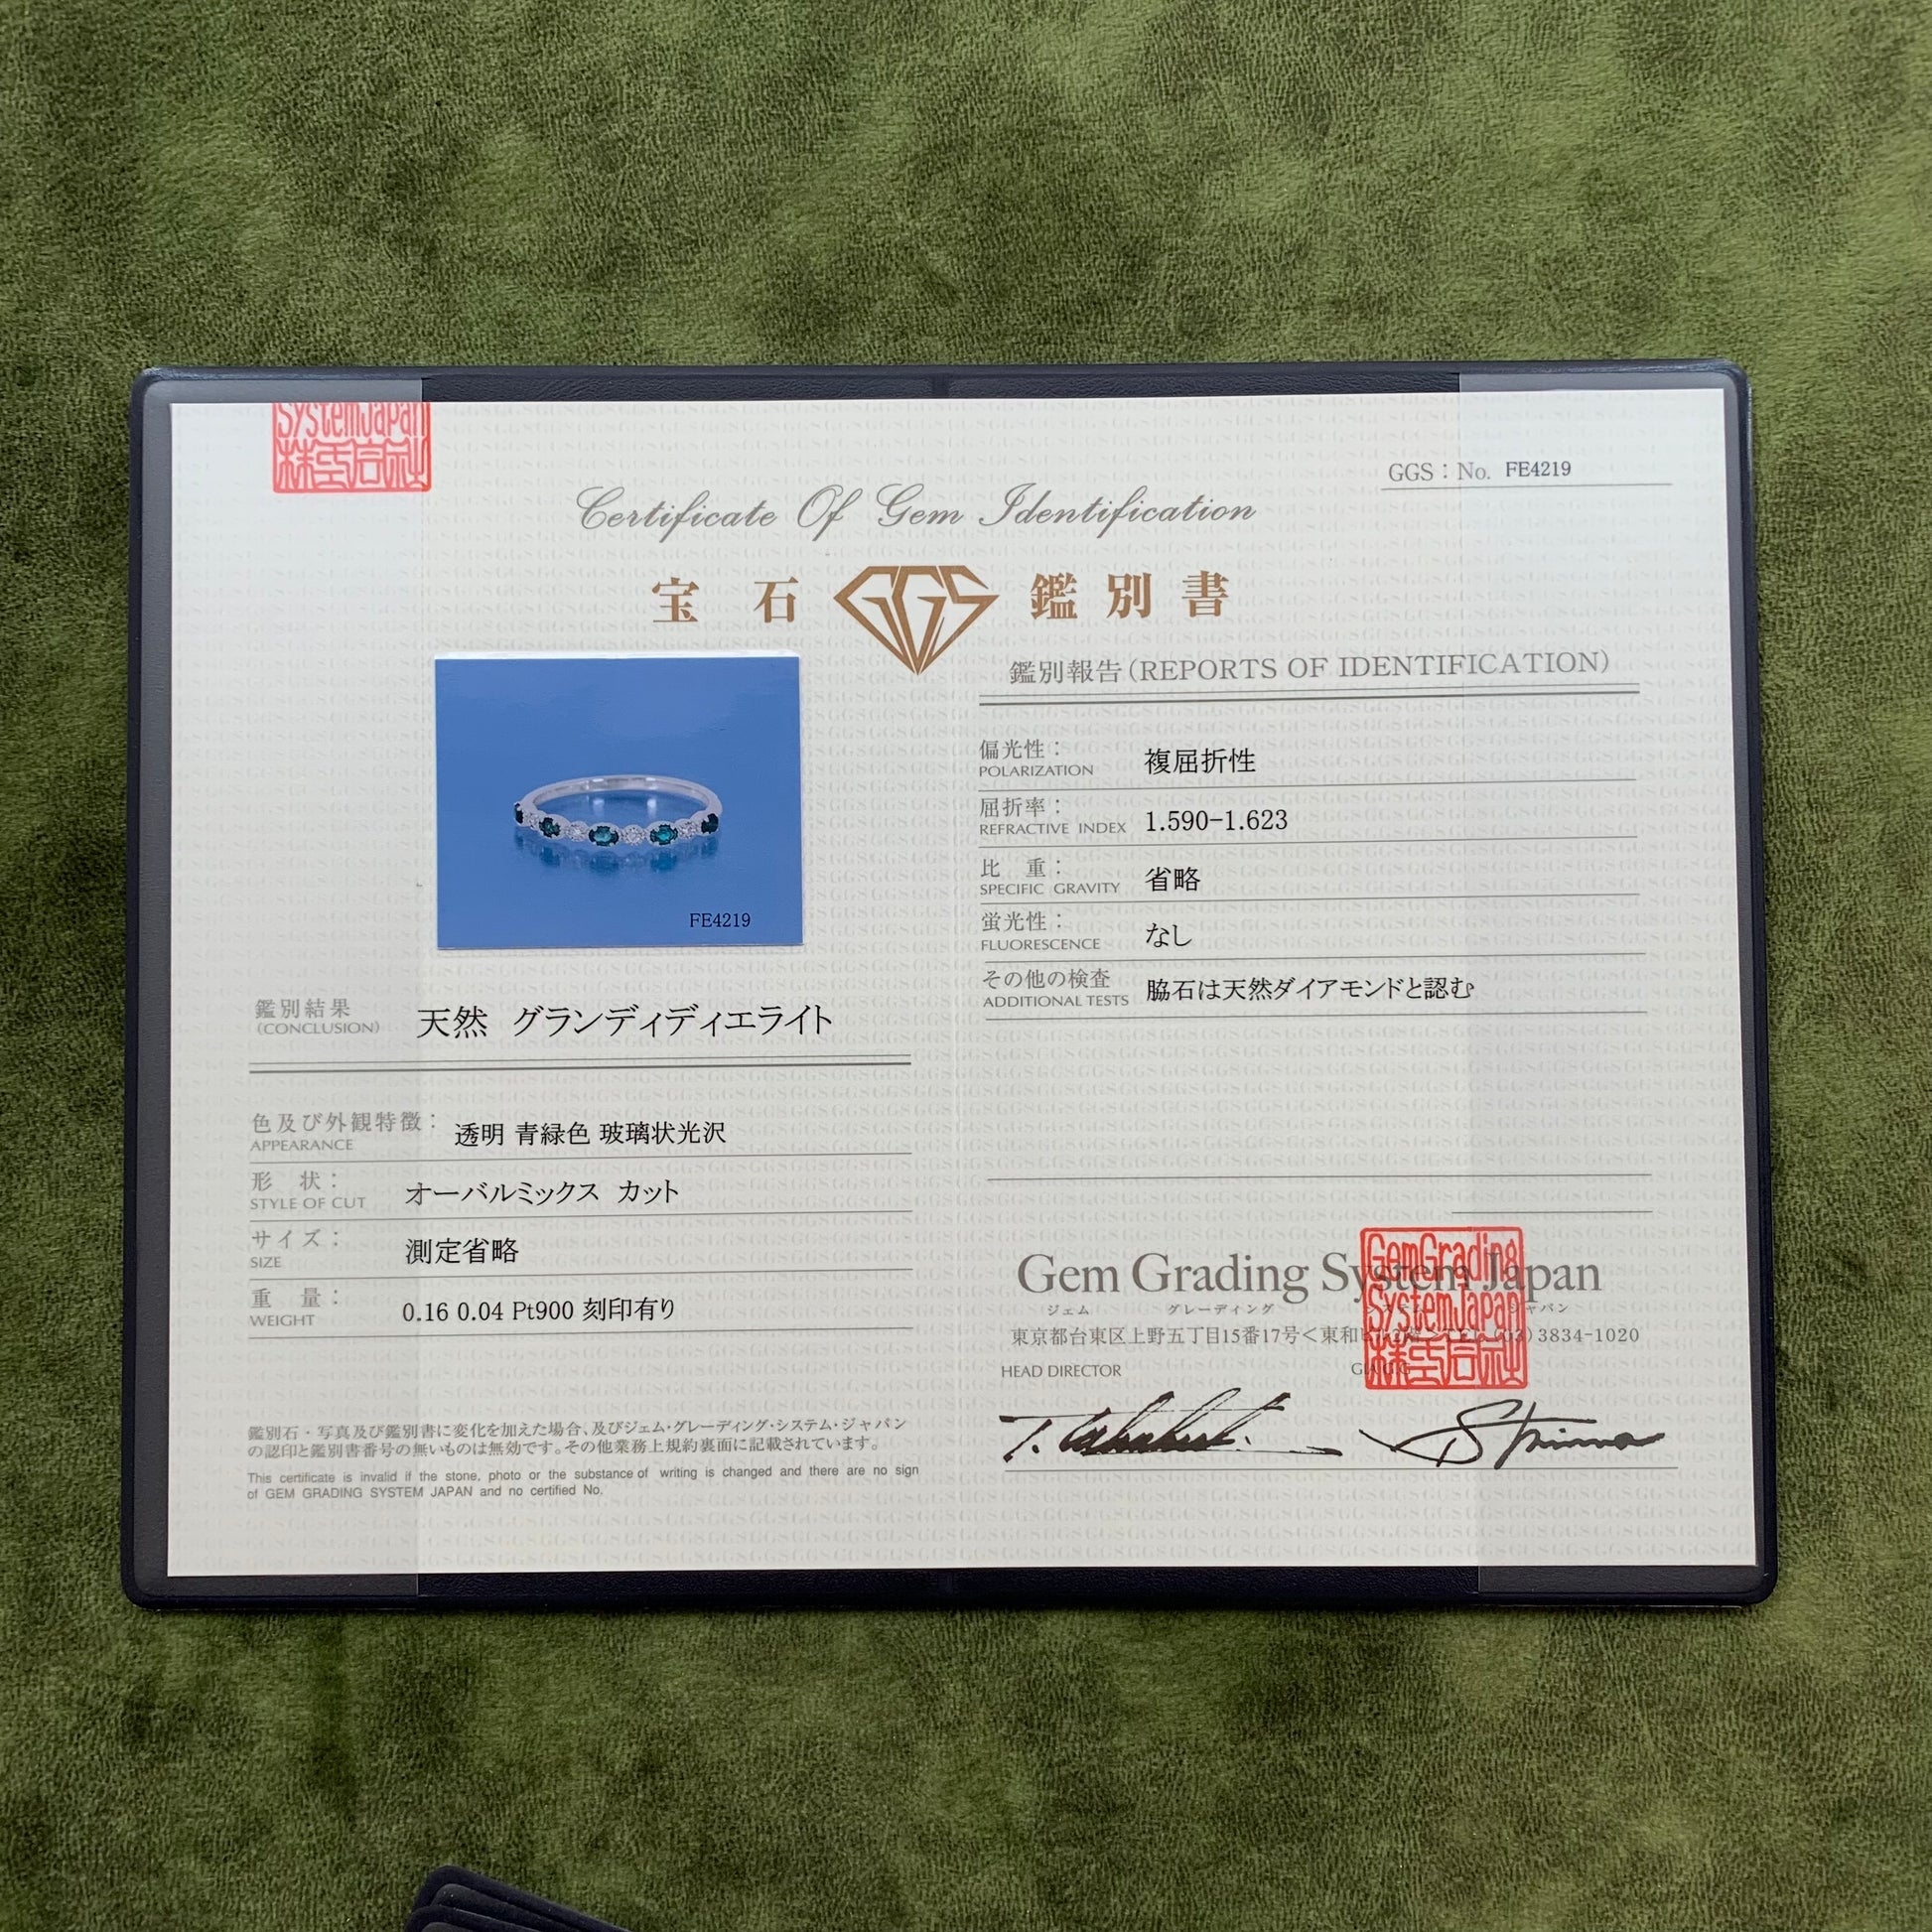 SystemJapan
株式会社
GGS：No. FE4219
Certificate Of Gem Identification
宝石 GGS 鑑別書
FE4219
鑑別結果
(CONCLUSION)
天然 グランディディエライト
色及び外観特徴：
APPEARANCE
透明 青緑色 玻璃状光沢
形 状：
STYLE OF CUT
オーバルミックス カット
サイズ：
SIZE
測定省略
重 量：
WEIGHT
0.16 0.04 Pt900 刻印有り
鑑別石・写真及び鑑別書に変化を加えた場合、及びジェム・グレーディング・システム・ジャパン
の認印と鑑別書番号の無いものは無効です。その他業務上規約裏面に記載されています。
This certificate is invalid if the stone, photo or the substance of writing is changed and there are no sign
of GEM GRADING SYSTEM JAPAN and no certified No.
鑑別報告(REPORTS OF IDENTIFICATION)
偏光性：
POLARIZATION
複屈折性
屈折率：
REFRACTIVE INDEX
1.590-1.623
比 重：
SPECIFIC GRAVITY
省略
蛍光性：
FLUORESCENCE
なし
その他の検査
ADDITIONAL TESTS
脇石は天然ダイアモンドと認む
Gem Grading System Japan
ジェム グレーディング システム ジャパン
東京都台東区上野五丁目15番17号＜東和ビル2階＞TEL (03)3834-1020
HEAD DIRECTOR
GemGrading
SystemJapan
株式会社